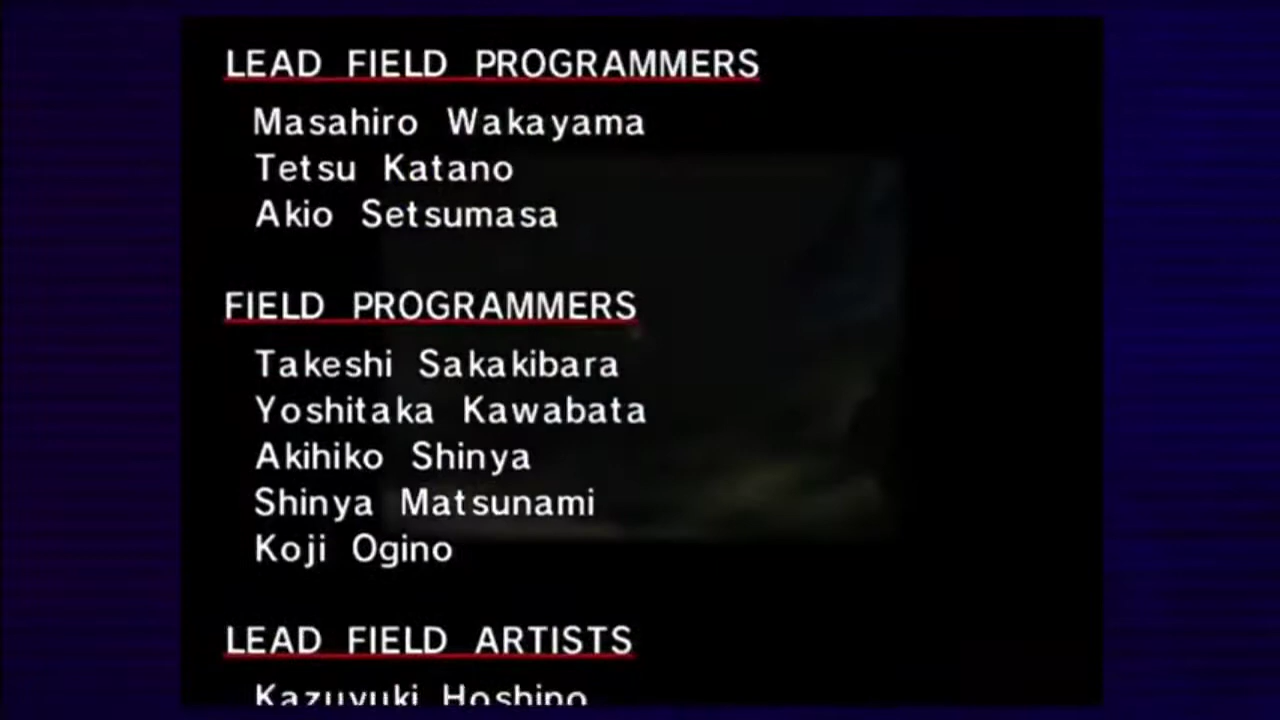 LEAD FIELD PROGRAMMERS
Masahiro Wakayama
Tetsu Katano
Akio Setsumasa
FIELD PROGRAMMERS
Takeshi Sakakibara
Yoshitaka Kawabata
Akihiko Shinya
Shinya Matsunami
Koji Ogino
LEAD FIELD ARTISTS
Kazuyuki Hoshino